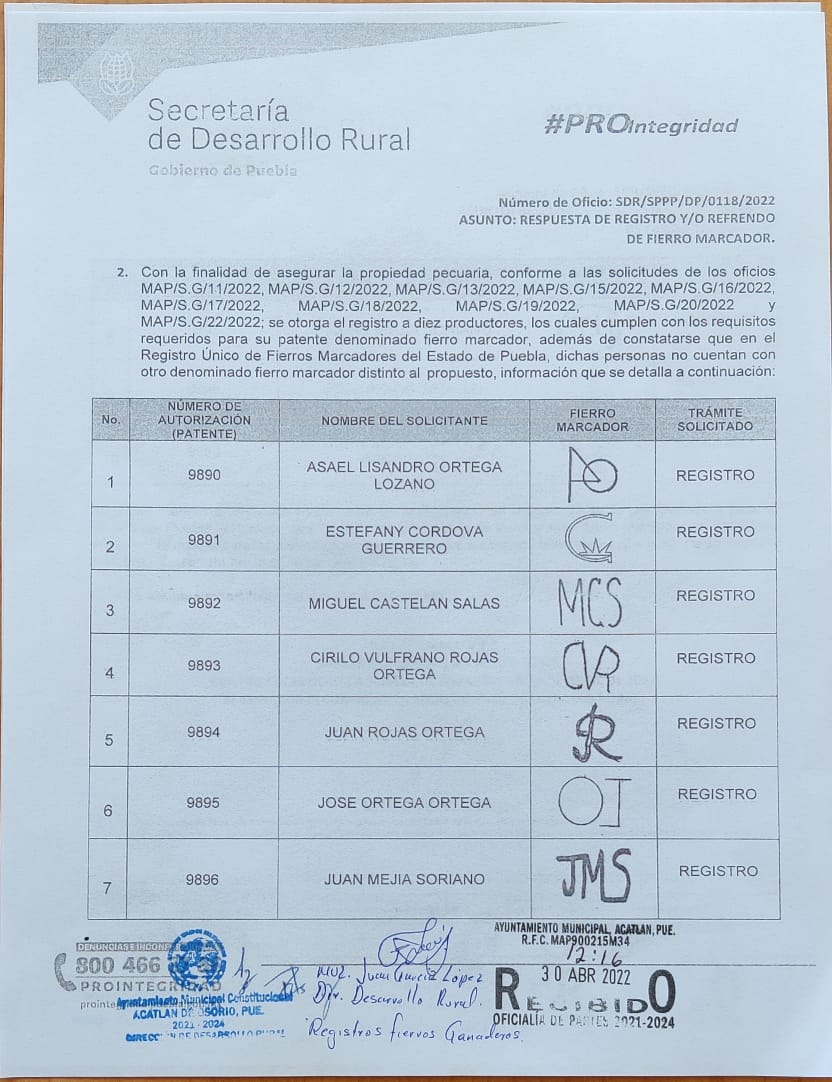 Secretaría
de Desarrollo Rural
Gobierno de Puebla
#PROIntegridad
Número de Oficio: SDR/SPPP/DP/0118/2022
ASUNTO: RESPUESTA DE REGISTRO Y/O REFRENDO
DE FIERRO MARCADOR.
2. Con la finalidad de asegurar la propiedad pecuaria, conforme a las solicitudes de los oficios
MAP/S.G/11/2022, MAP/S.G/12/2022, MAP/S.G/13/2022, MAP/S.G/15/2022, MAP/S.G/16/2022,
MAP/S.G/17/2022, MAP/S.G/18/2022, MAP/S.G/19/2022, MAP/S.G/20/2022 y
MAP/S.G/22/2022; se otorga el registro a diez productores, los cuales cumplen con los requisitos
requeridos para su patente denominado fierro marcador, además de constatarse que en el
Registro Único de Fierros Marcadores del Estado de Puebla, dichas personas no cuentan con
otro denominado fierro marcador distinto al propuesto, información que se detalla a continuación:
No. NÚMERO DE AUTORIZACIÓN (PATENTE) NOMBRE DEL SOLICITANTE FIERRO MARCADOR TRÁMITE SOLICITADO
1 9890 ASAEL LISANDRO ORTEGA LOZANO REGISTRO
2 9891 ESTEFANY CORDOVA GUERRERO REGISTRO
3 9892 MIGUEL CASTELAN SALAS MCS REGISTRO
4 9893 CIRILO VULFRANO ROJAS ORTEGA REGISTRO
5 9894 JUAN ROJAS ORTEGA REGISTRO
6 9895 JOSE ORTEGA ORTEGA OJ REGISTRO
7 9896 JUAN MEJIA SORIANO JMS REGISTRO
800 466
PROINTEGRIDAD
Ayuntamiento Municipal Constitucional
ACATLAN DE OSORIO, PUE.
2021 - 2024
DIRECCIÓN DE DESARROLLO RURAL
MVZ. Juan García López
Dir. Desarrollo Rural.
Registros fierros Ganaderos.
AYUNTAMIENTO MUNICIPAL, ACATLAN, PUE.
R.F.C. MAP900215M34
12:16
30 ABR 2022
RECIBIDO
OFICIALÍA DE PARTES 2021-2024